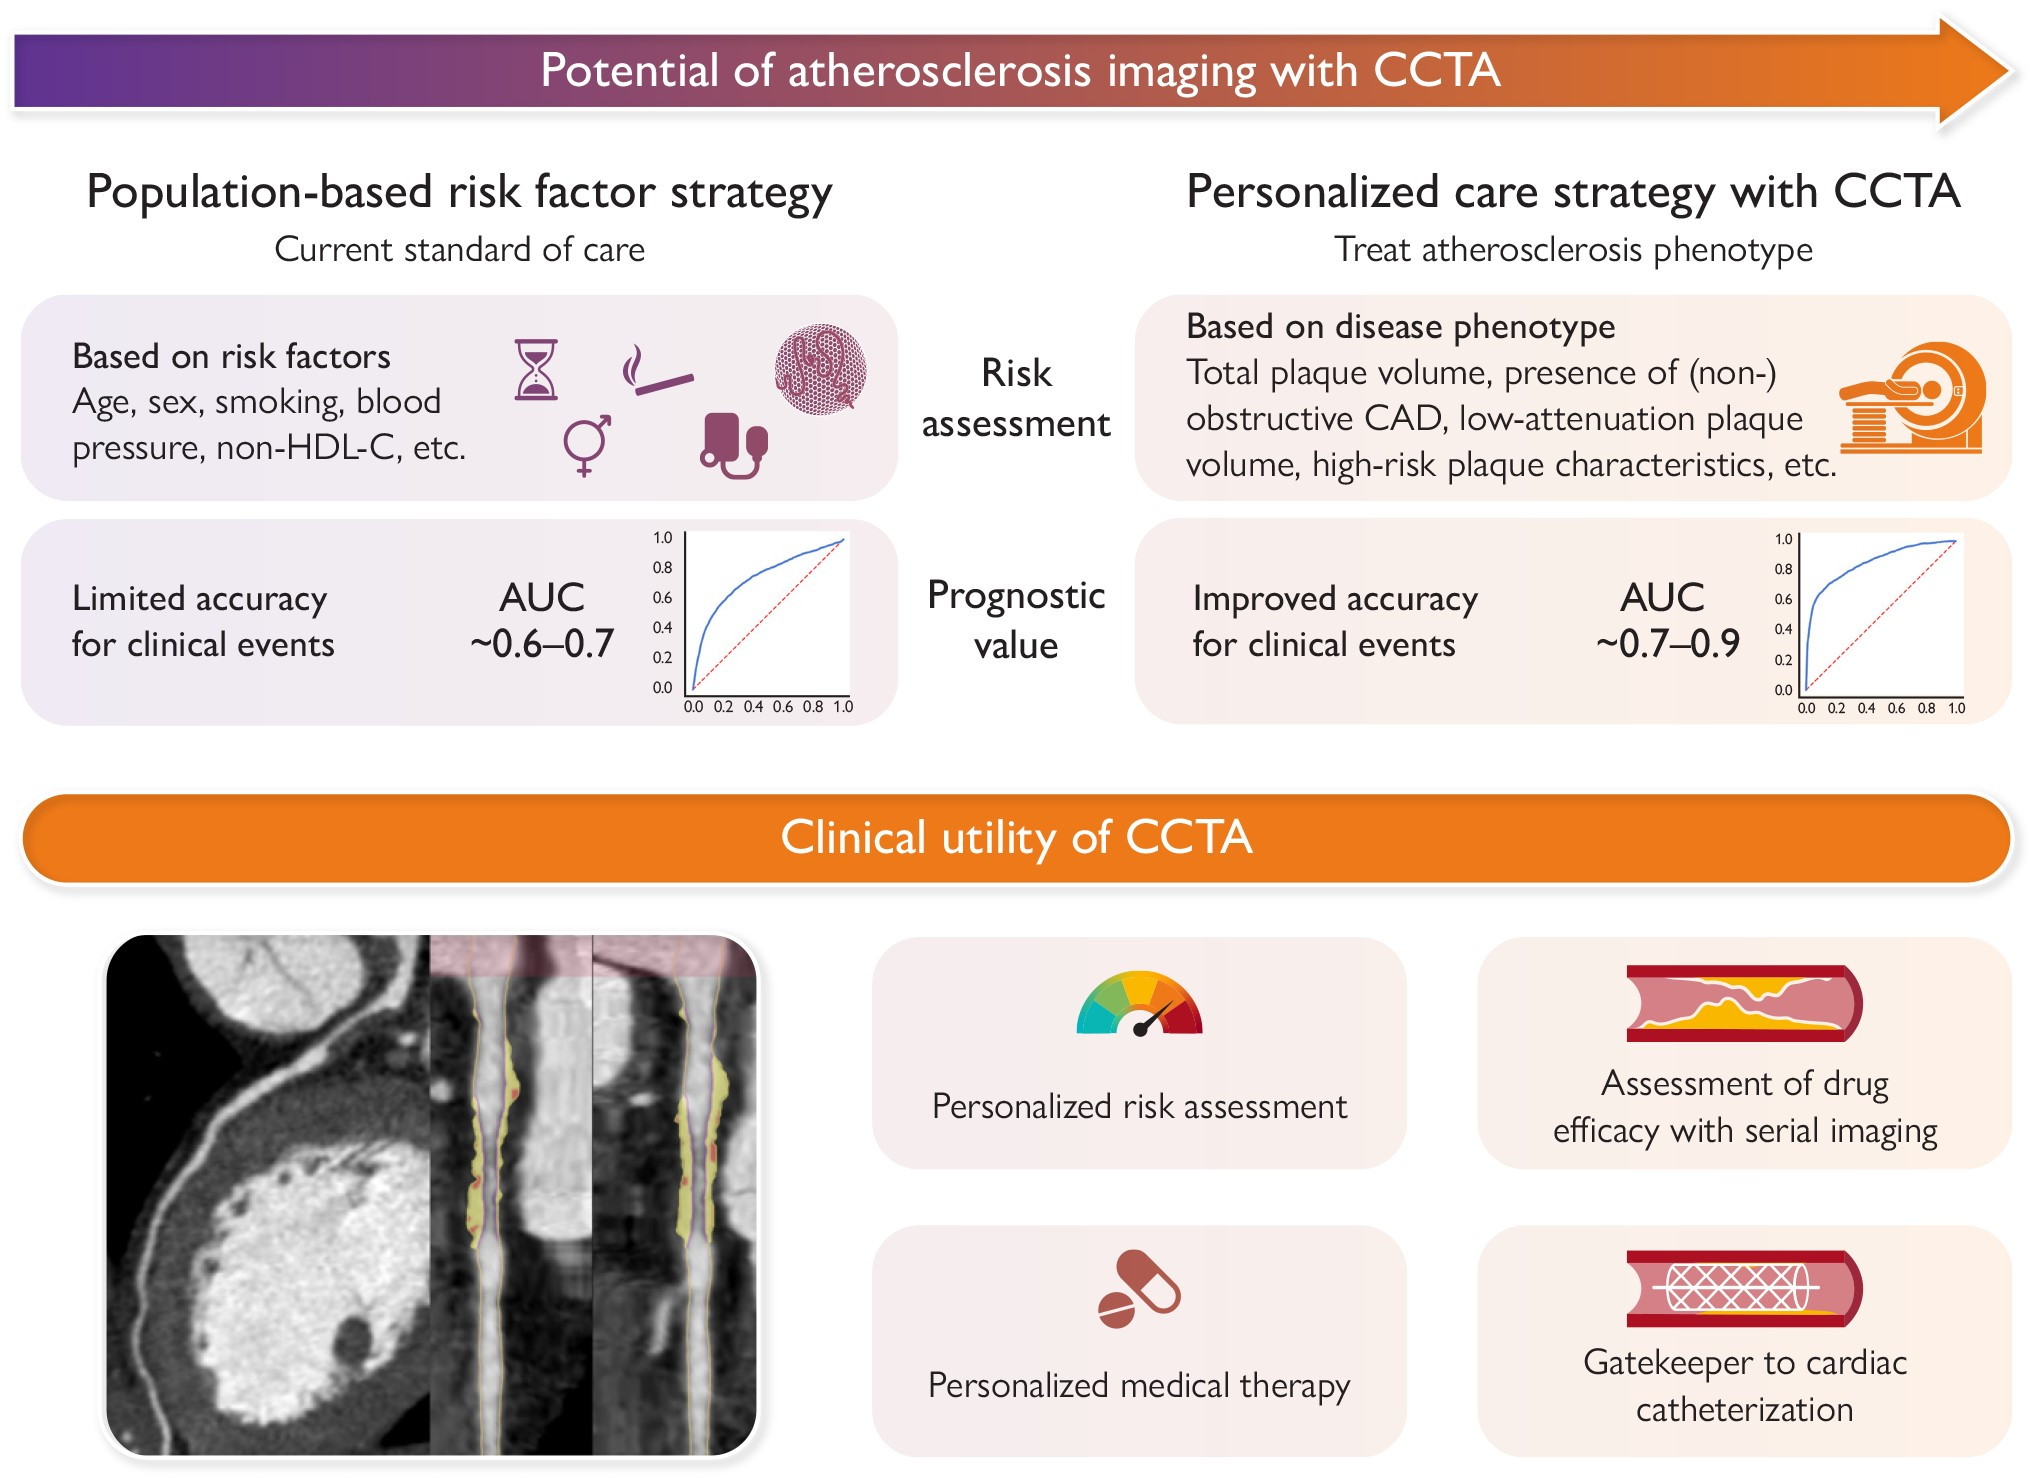 Potential of atherosclerosis imaging with CCTA
Population-based risk factor strategy
Current standard of care
Personalized care strategy with CCTA
Treat atherosclerosis phenotype
Based on risk factors
Age, sex, smoking, blood
pressure, non-HDL-C, etc.
Risk
assessment
Based on disease phenotype
Total plaque volume, presence of (non-)
obstructive CAD, low-attenuation plaque
volume, high-risk plaque characteristics, etc.
Limited accuracy
for clinical events
AUC
~0.6–0.7
1.0
0.8
0.6
0.4
0.2
0.0
0.0 0.2 0.4 0.6 0.8 1.0
Prognostic
value
Improved accuracy
for clinical events
AUC
~0.7–0.9
1.0
0.8
0.6
0.4
0.2
0.0
0.0 0.2 0.4 0.6 0.8 1.0
Clinical utility of CCTA
Personalized risk assessment
Assessment of drug
efficacy with serial imaging
Personalized medical therapy
Gatekeeper to cardiac
catheterization